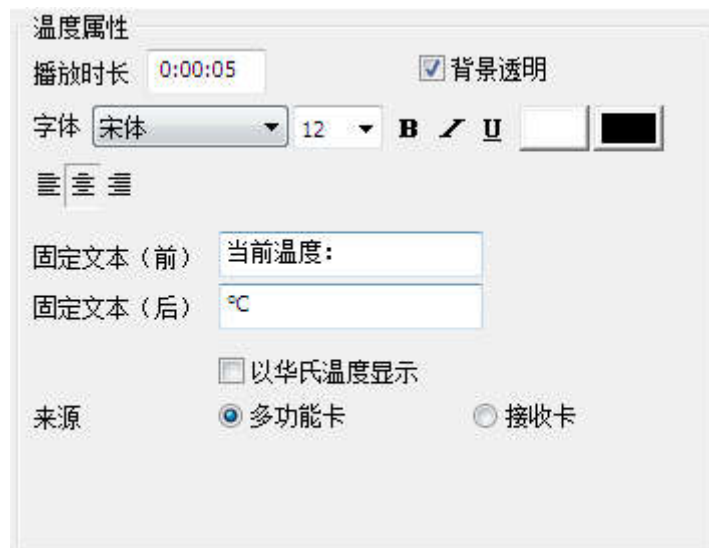 温度属性
播放时长 0:00:05 背景透明
字体 宋体 12 B I U
固定文本（前） 当前温度：
固定文本（后） ℃
以华氏温度显示
来源 多功能卡 接收卡